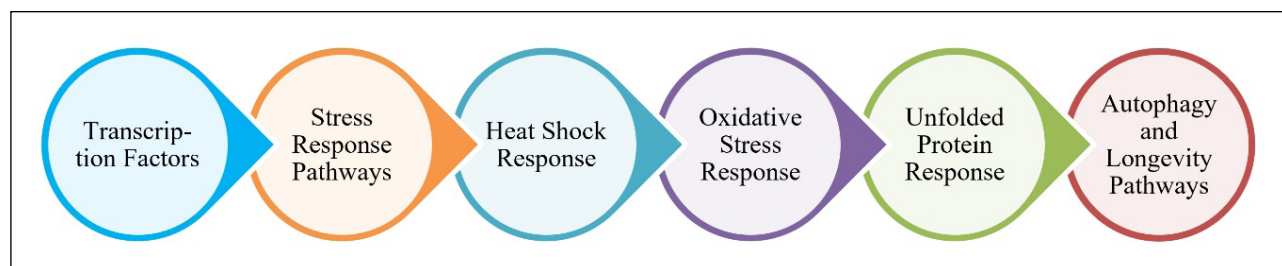 Transcrip-
tion Factors
Stress
Response
Pathways
Heat Shock
Response
Oxidative
Stress
Response
Unfolded
Protein
Response
Autophagy
and
Longevity
Pathways